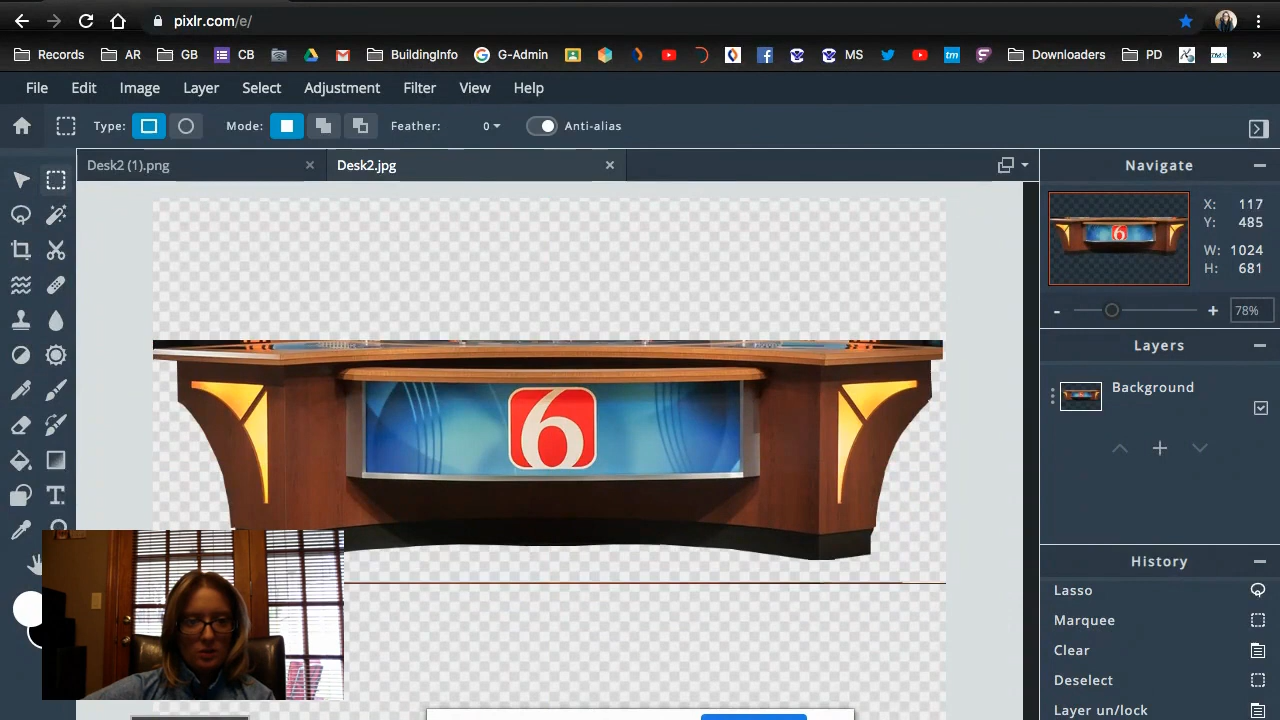 pixlr.com/e/
Records AR GB CB BuildingInfo G-Admin MS tm Downloaders PD TMX »
File Edit Image Layer Select Adjustment Filter View Help
Type: Mode: Feather: 0 Anti-alias
Desk2 (1).png × Desk2.jpg ×
Navigate
X: 117
Y: 485
W: 1024
H: 681
- + 78%
Layers
Background
6
History
Lasso
Marquee
Clear
Deselect
Layer un/lock